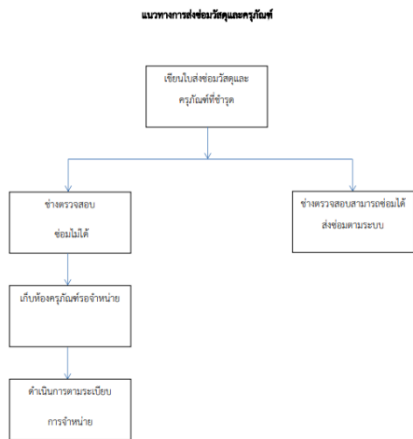 แนวทางการส่งซ่อมวัสดุและครุภัณฑ์
เขียนใบส่งซ่อมวัสดุและ
ครุภัณฑ์ที่ชำรุด
ช่างตรวจสอบ
ซ่อมไม่ได้
ช่างตรวจสอบสามารถซ่อมได้
ส่งซ่อมตามระบบ
เก็บห้องครุภัณฑ์รอจำหน่าย
ดำเนินการตามระเบียบ
การจำหน่าย